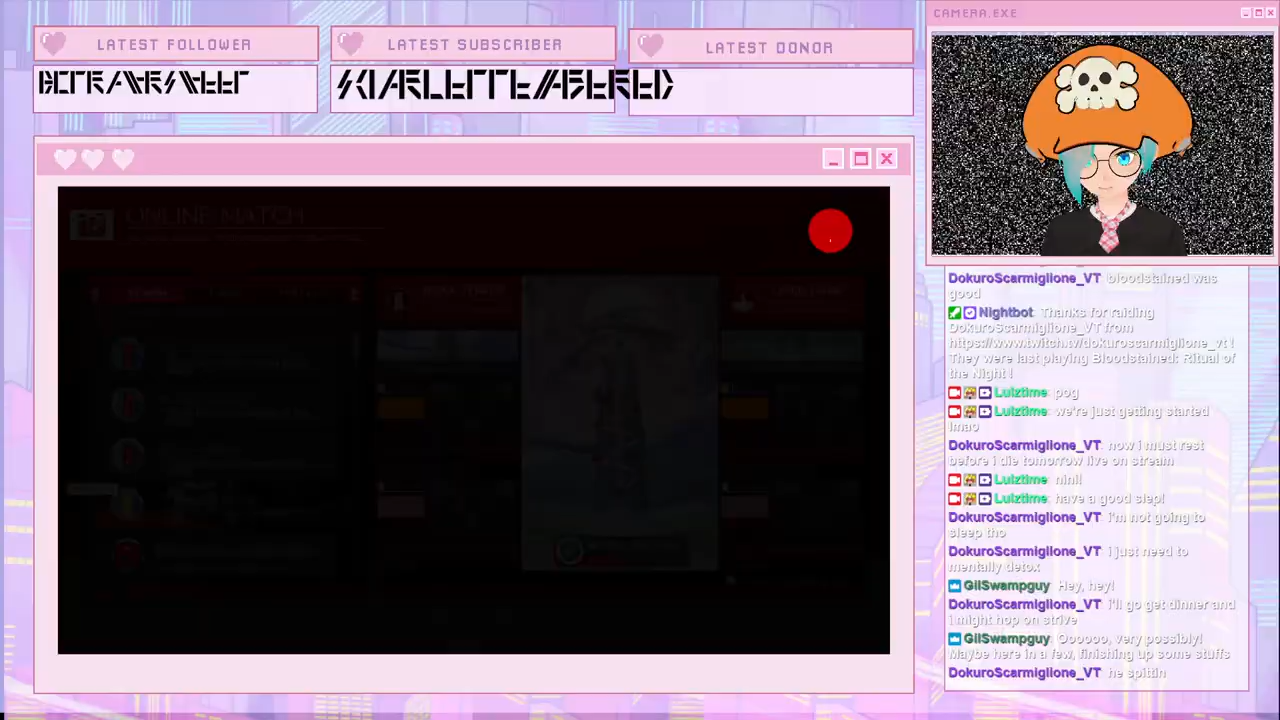 LATEST FOLLOWER
LATEST SUBSCRIBER
LATEST DONOR
CAMERA.EXE
ONLINE MATCH
DokuroScarmiglione_VT bloodstained was
good
Nightbot Thanks for raiding
DokuroScarmiglione_VT from
https://www.twitch.tv/dokuroscarmiglione_vt !
They were last playing Bloodstained: Ritual of
the Night !
Luiztime pog
Luiztime we're just getting started
lmao
DokuroScarmiglione_VT now i must rest
before i die tomorrow live on stream
Luiztime nini!
Luiztime have a good slep!
DokuroScarmiglione_VT i'm not going to
sleep tho
DokuroScarmiglione_VT i just need to
mentally detox
GilSwampguy Hey, hey!
DokuroScarmiglione_VT i'll go get dinner and
i might hop on strive
GilSwampguy Oooooo, very possibly!
Maybe here in a few, finishing up some stuffs
DokuroScarmiglione_VT he spittin